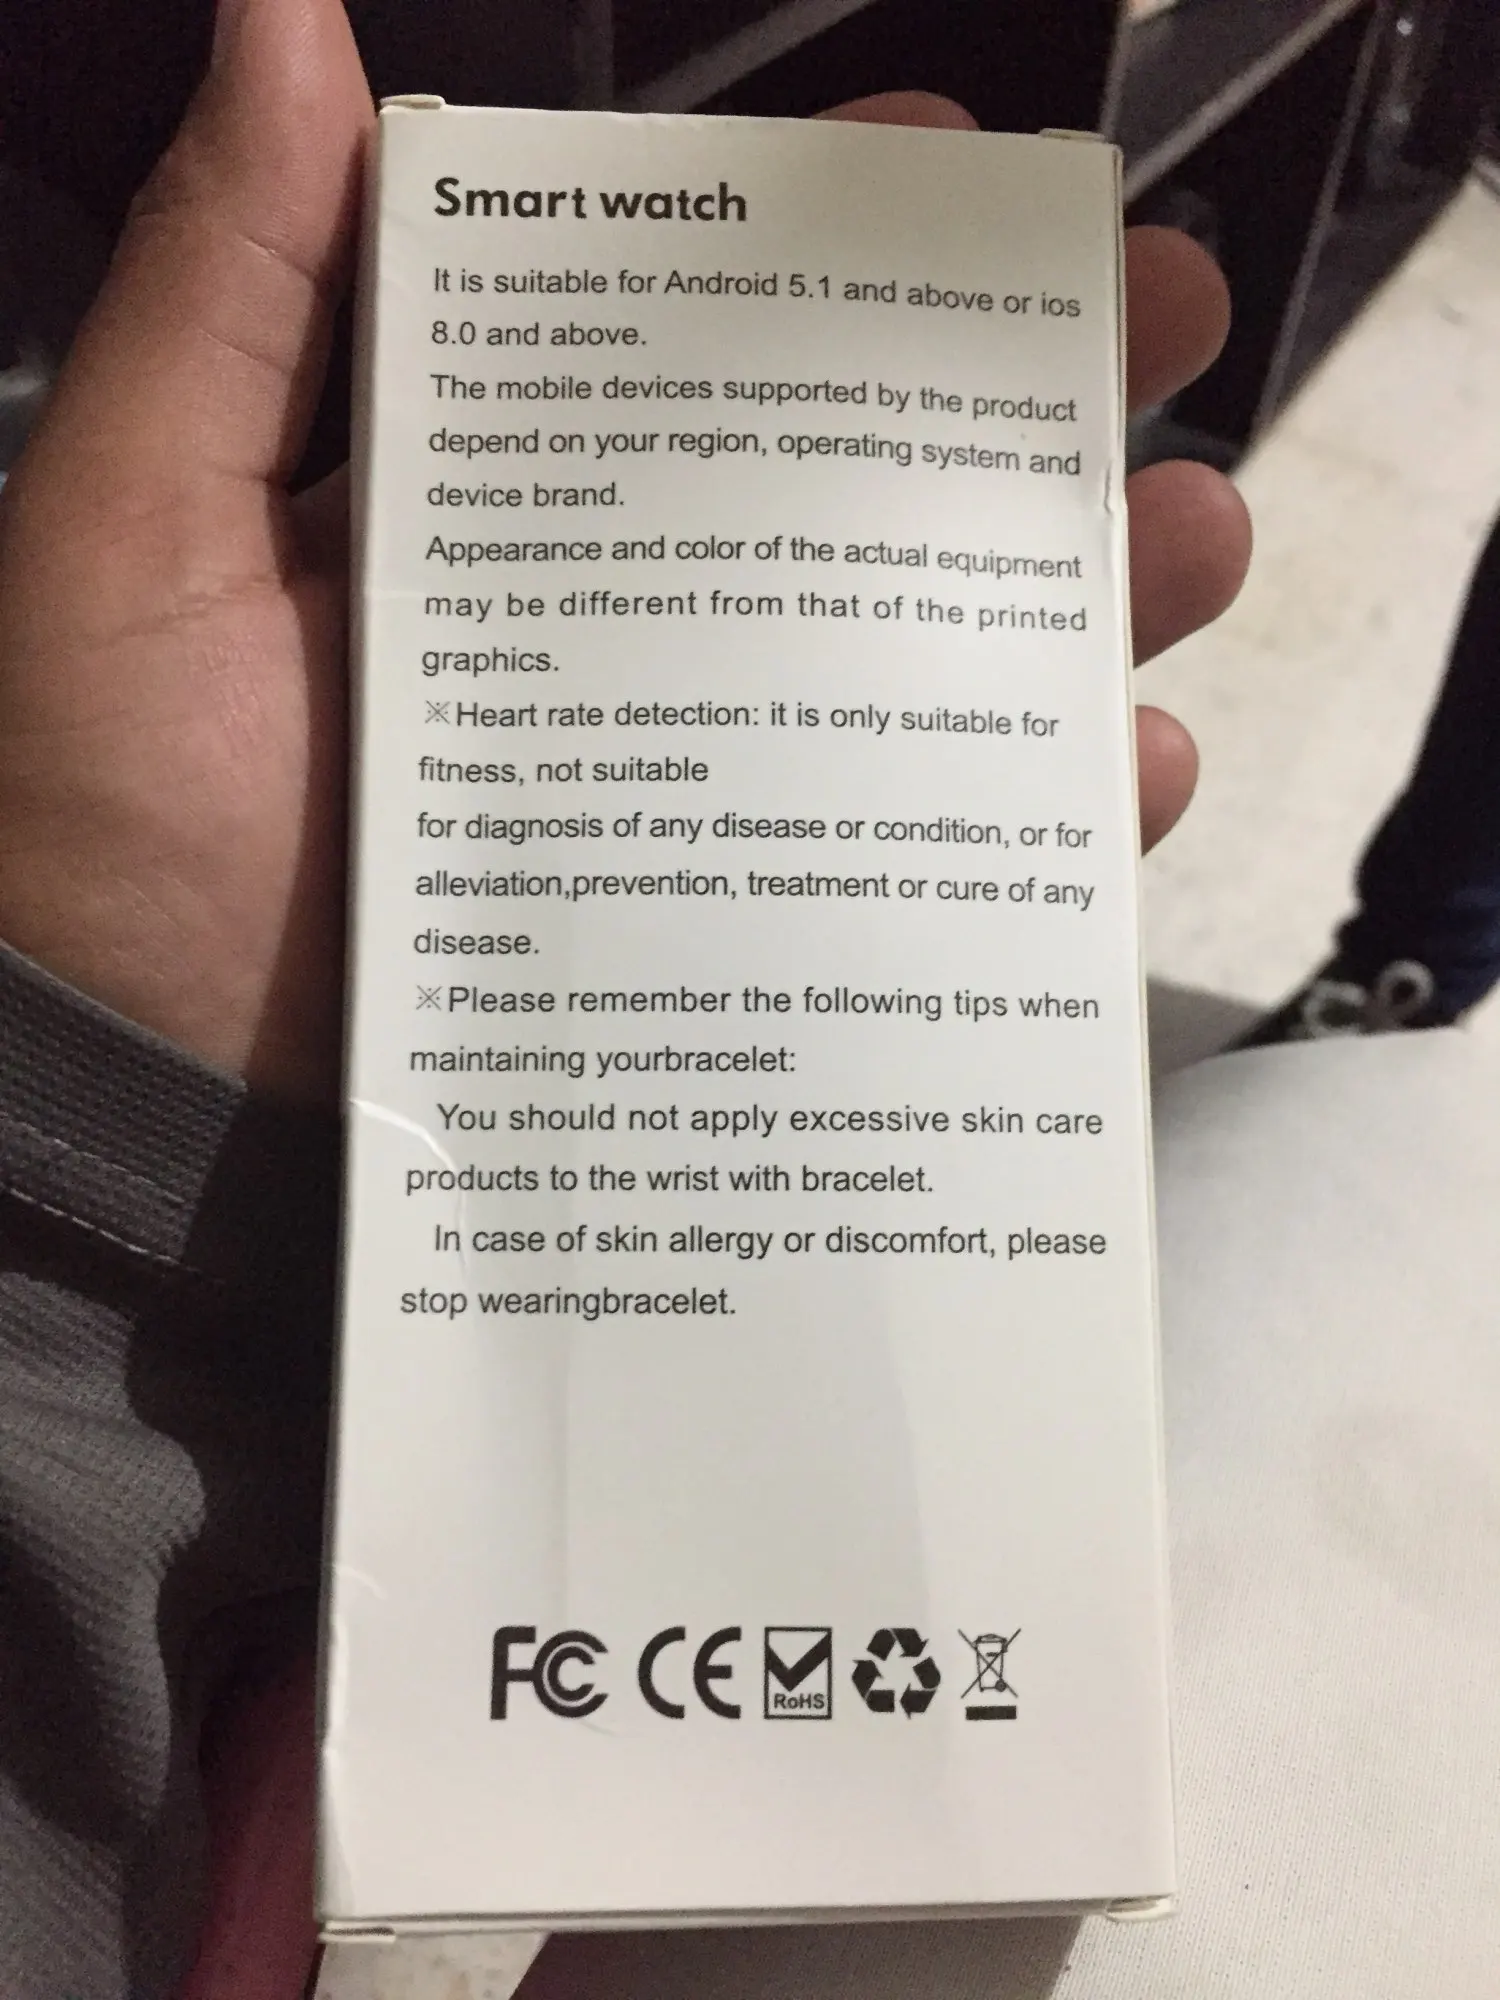 Smart watch
It is suitable for Android 5.1 and above or ios
8.0 and above.
The mobile devices supported by the product
depend on your region, operating system and
device brand.
Appearance and color of the actual equipment
may be different from that of the printed
graphics.
※Heart rate detection: it is only suitable for
fitness, not suitable
for diagnosis of any disease or condition, or for
alleviation,prevention, treatment or cure of any
disease.
※Please remember the following tips when
maintaining yourbracelet:
You should not apply excessive skin care
products to the wrist with bracelet.
In case of skin allergy or discomfort, please
stop wearingbracelet.
FC CE RoHS